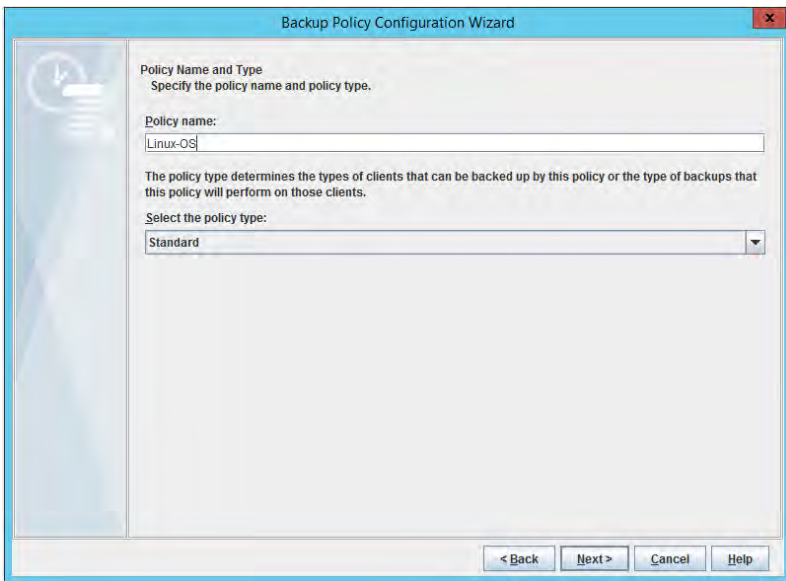 Backup Policy Configuration Wizard
x
Policy Name and Type
Specify the policy name and policy type.
Policy name:
Linux-OS
The policy type determines the types of clients that can be backed up by this policy or the type of backups that
this policy will perform on those clients.
Select the policy type:
Standard
< Back Next > Cancel Help